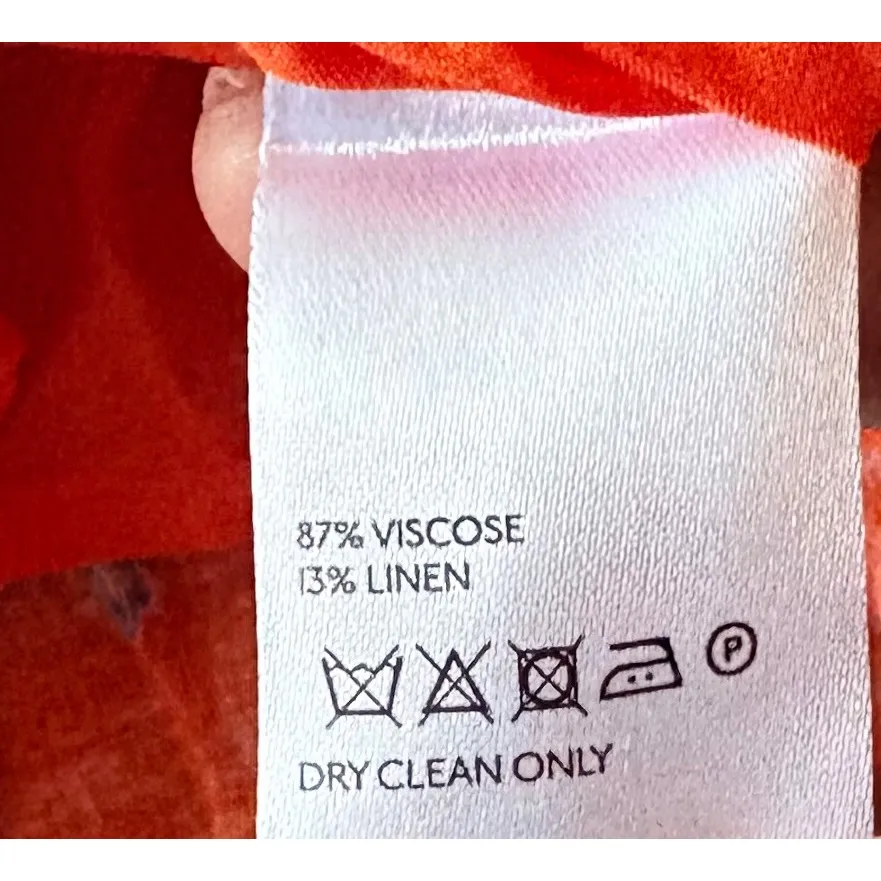 87% VISCOSE
13% LINEN
P
DRY CLEAN ONLY